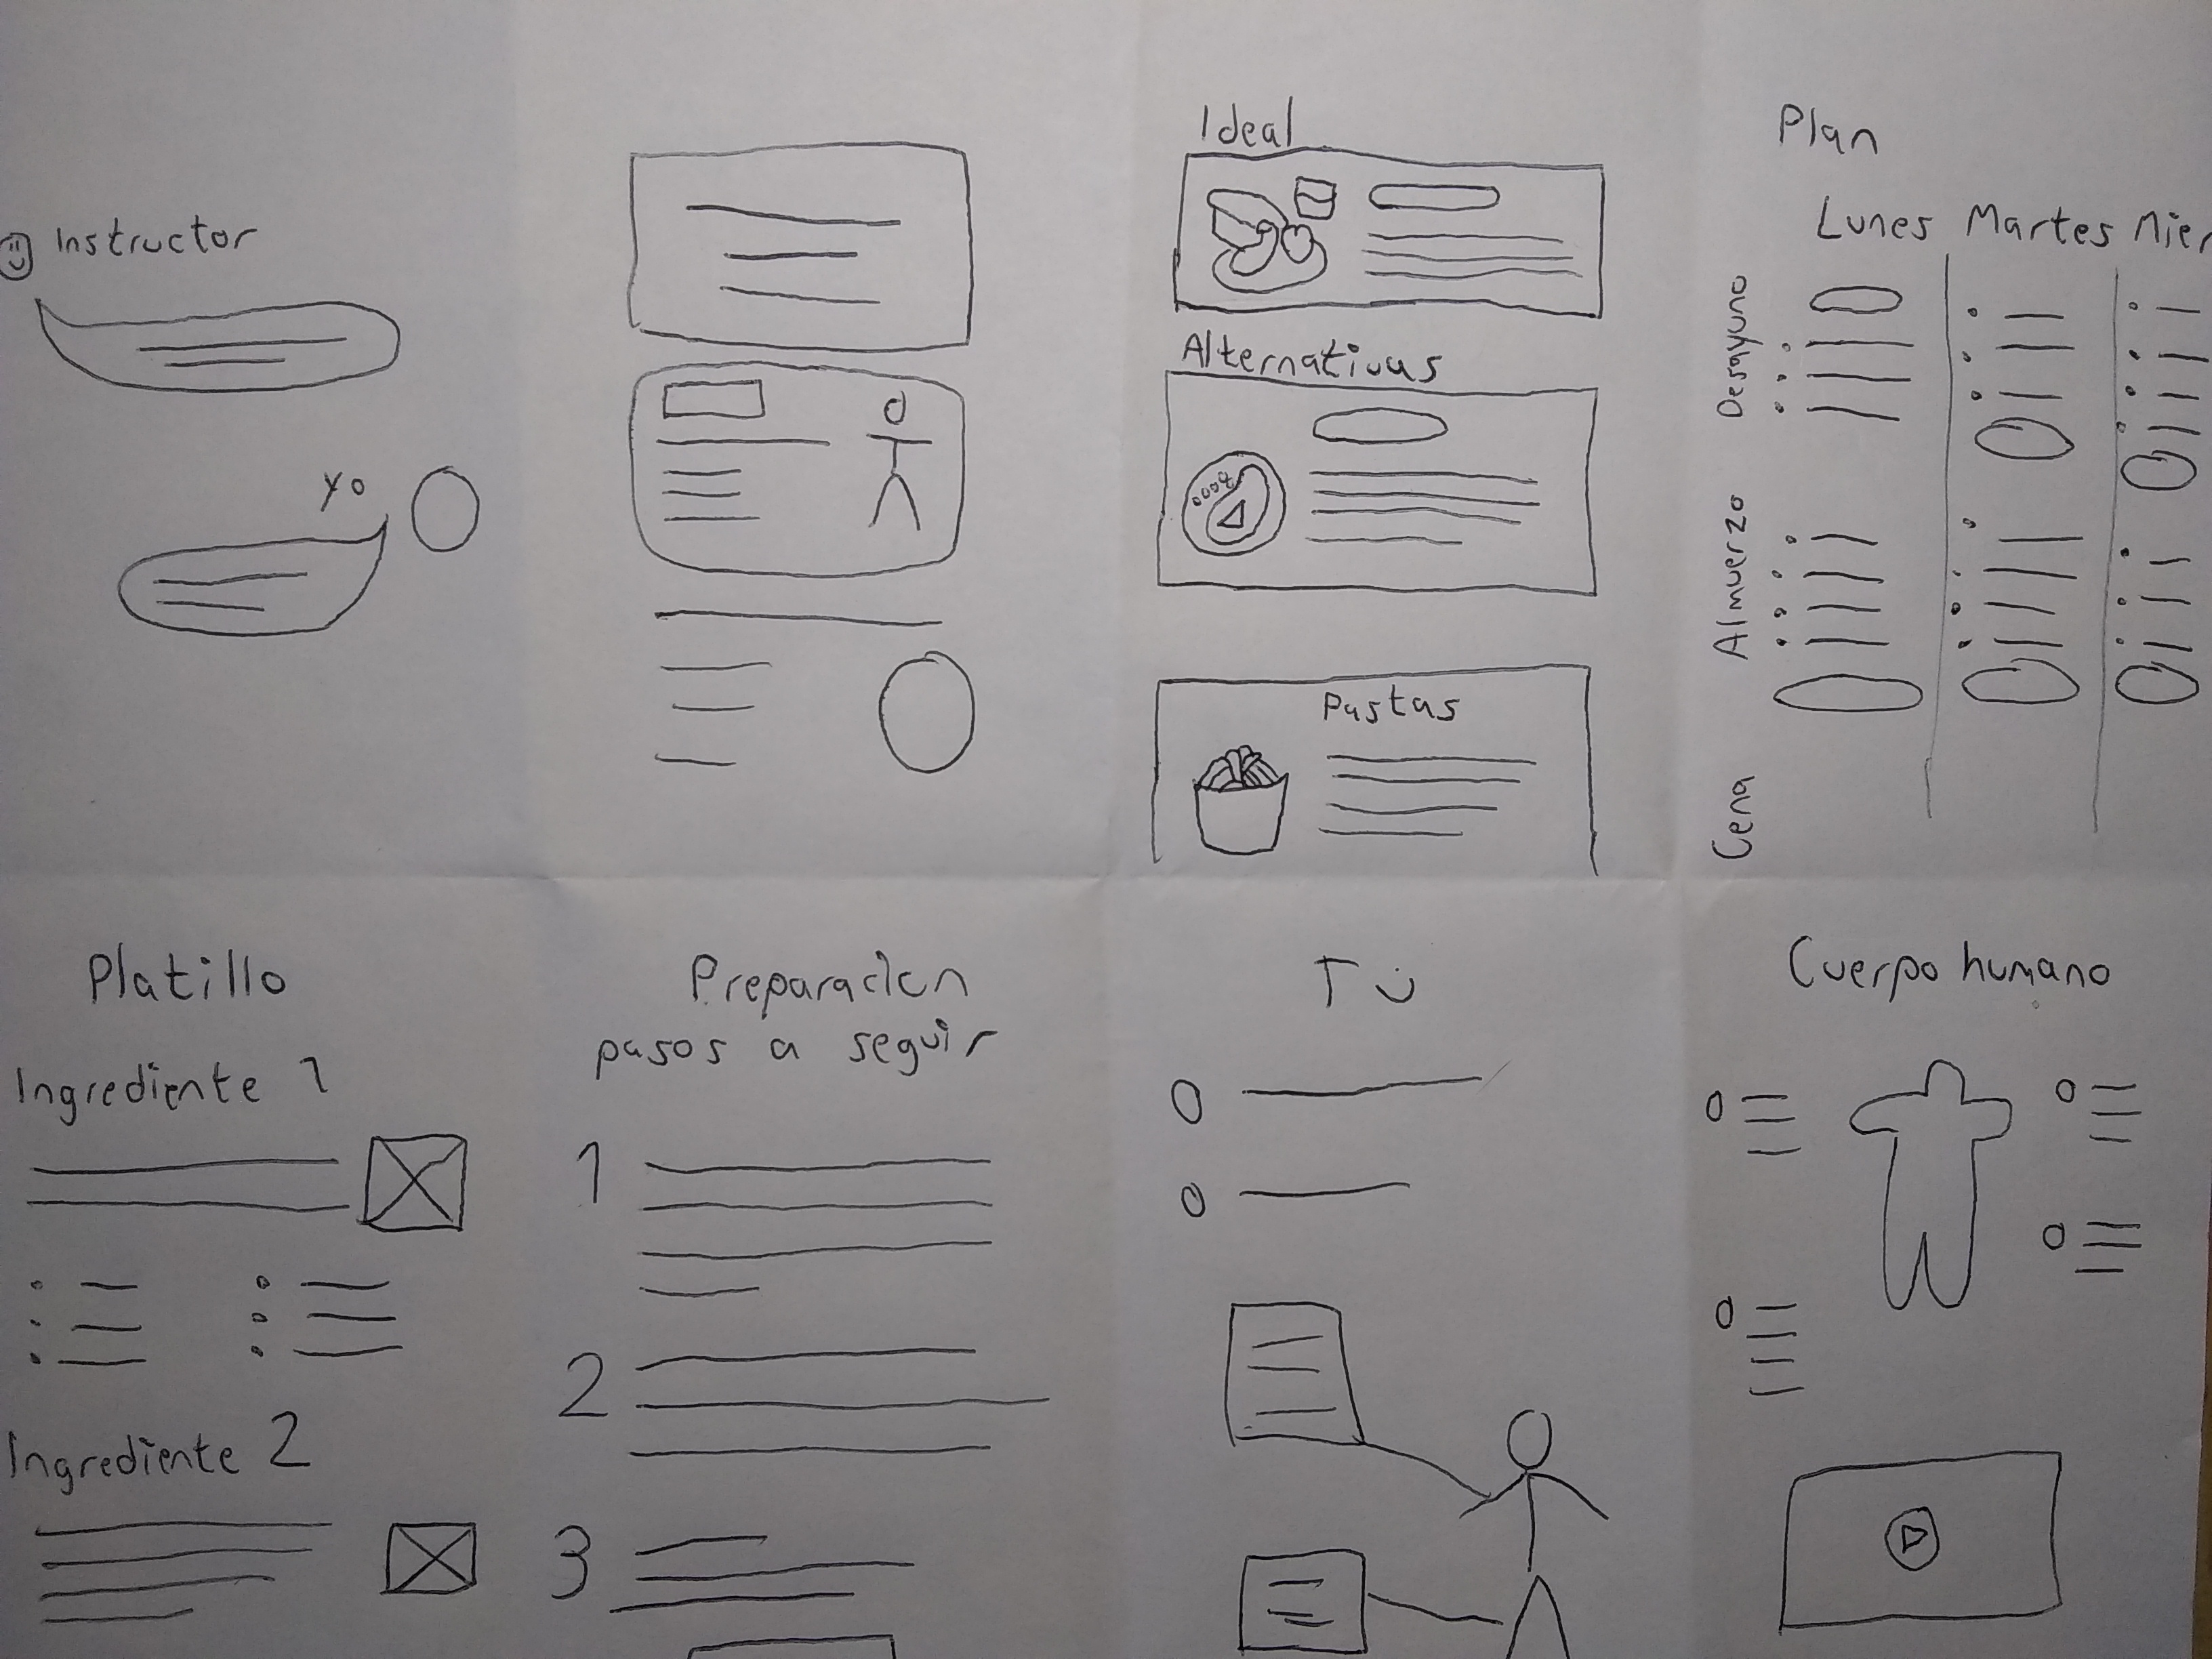 Instructor
yo
Ideal
Alternativas
Pastas
Plan
Lunes Martes Mier
Desayuno
Almuerzo
Cena
Platillo
Ingrediente 1
Ingrediente 2
Preparación
pasos a seguir
1
2
3
Tú
Cuerpo humano